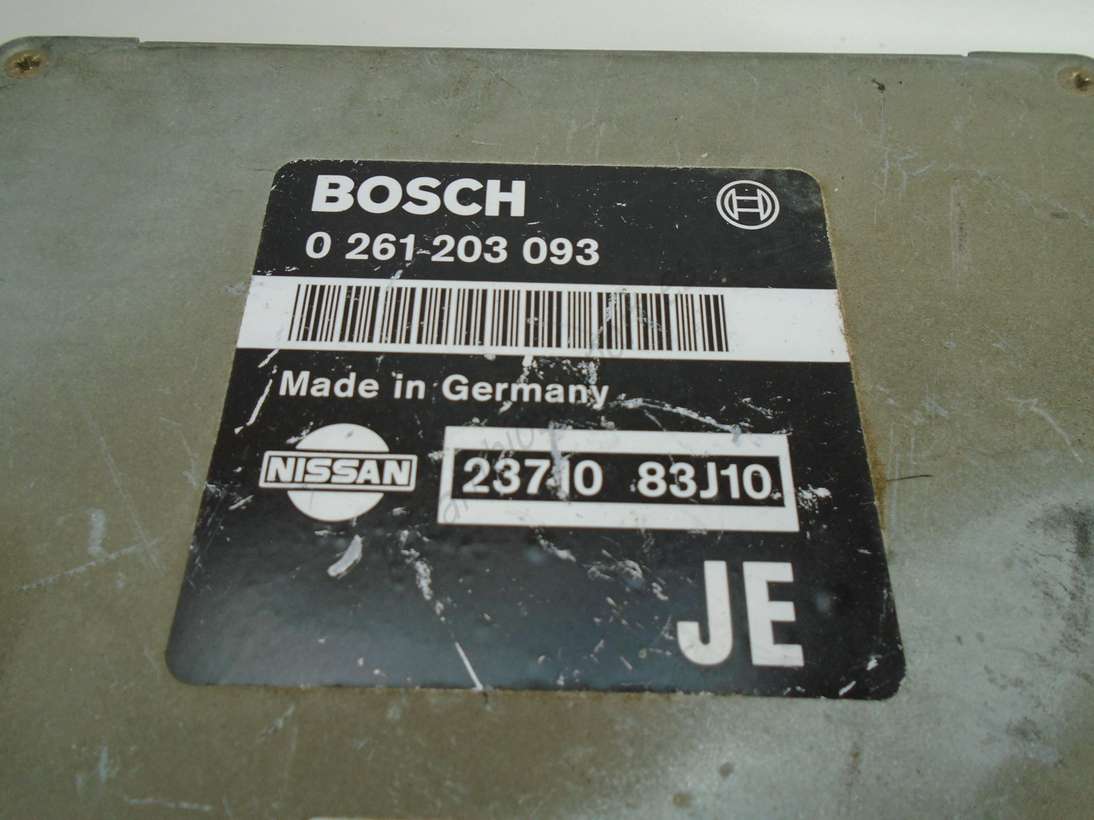 BOSCH
0 261 203 093
Made in Germany
NISSAN
23710 83J10
JE